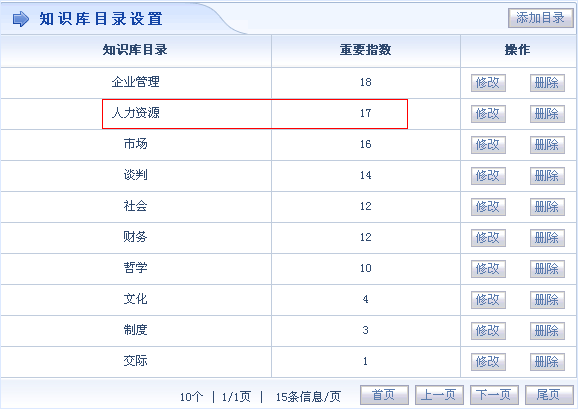 知识库目录设置 添加目录
知识库目录 重要指数 操作
企业管理 18 修改 删除
人力资源 17 修改 删除
市场 16 修改 删除
谈判 14 修改 删除
社会 12 修改 删除
财务 12 修改 删除
哲学 10 修改 删除
文化 4 修改 删除
制度 3 修改 删除
交际 1 修改 删除
10个 | 1/1页 | 15条信息/页 首页 上一页 下一页 尾页